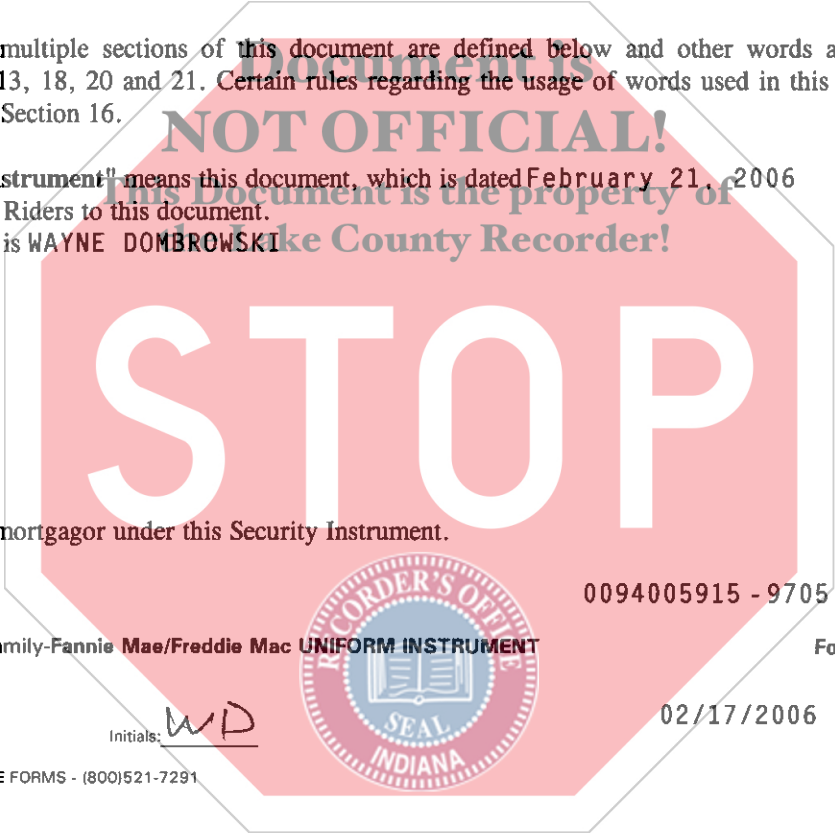 multiple sections of this document are defined below and other words a
13, 18, 20 and 21. Certain rules regarding the usage of words used in this
Section 16.
Document is
NOT OFFICIAL!
This Document is the property of
the Lake County Recorder!
strument" means this document, which is dated February 21, 2006
Riders to this document.
is WAYNE DOMBROWSKI
STOP
mortgagor under this Security Instrument.
0094005915 - 9705
mily-Fannie Mae/Freddie Mac UNIFORM INSTRUMENT
Fo
RECORDER'S OFFICE
SEAL
INDIANA
Initials: WD
02/17/2006
E FORMS - (800)521-7291